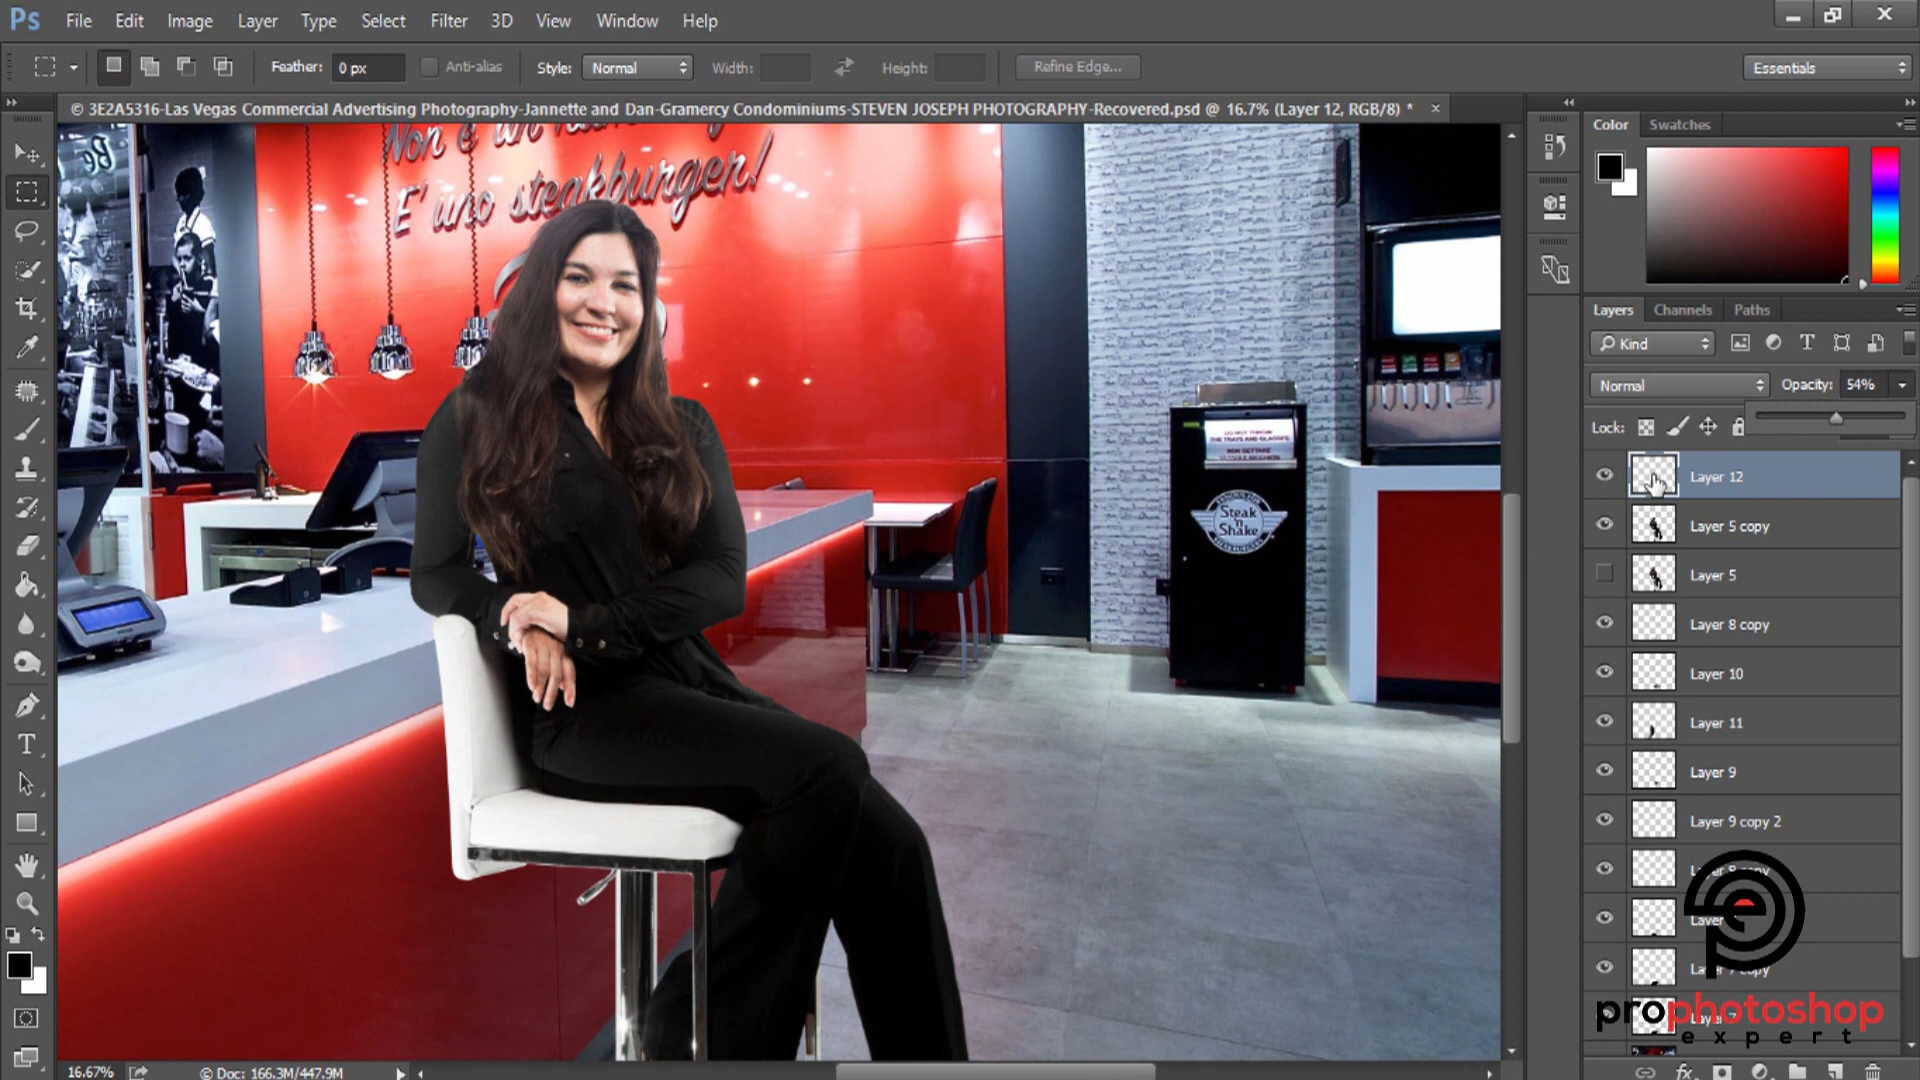 Ps File Edit Image Layer Type Select Filter 3D View Window Help
Feather: 0 px Anti-alias Style: Normal Width: Height: Refine Edge... Essentials
© 3E2A5316-Las Vegas Commercial Advertising Photography-Jannette and Dan-Gramercy Condominiums-STEVEN JOSEPH PHOTOGRAPHY-Recovered.psd @ 16.7% (Layer 12, RGB/8) * ×
Color Swatches
Non è un
E' uno steakburger!
Steak
'n
Shake
Layers Channels Paths
Kind
Normal Opacity: 54%
Lock:
Layer 12
Layer 5 copy
Layer 5
Layer 8 copy
Layer 10
Layer 11
Layer 9
Layer 9 copy 2
prophotoshop
expert
16.67% © Doc: 166.3M/447.9M